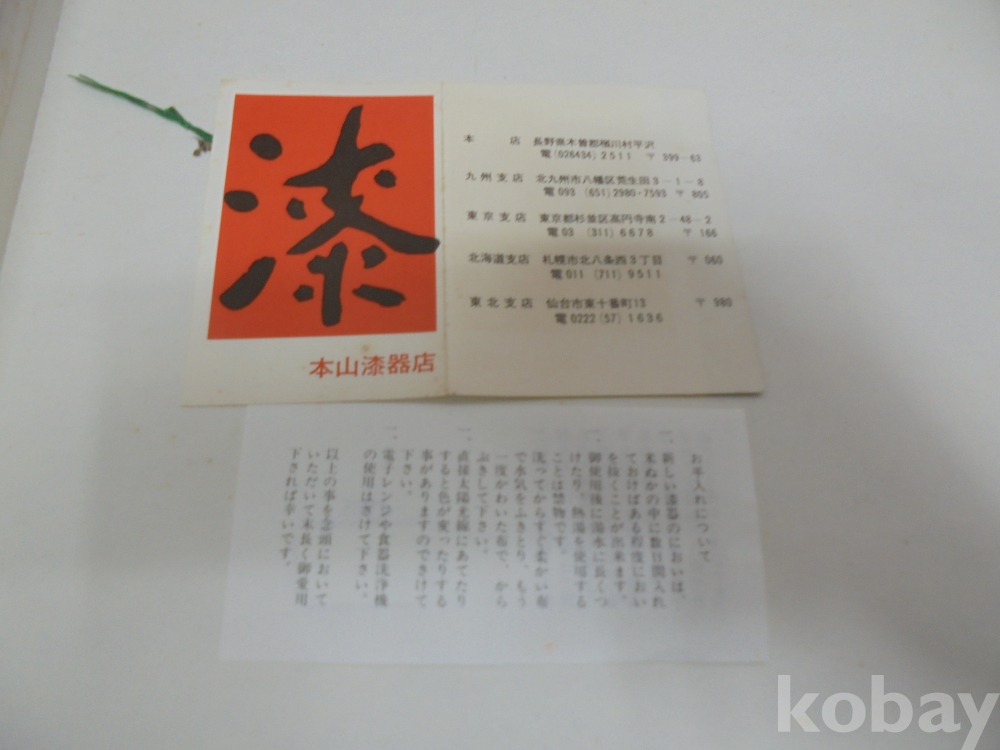 漆
本山漆器店
本店 長野県木曽郡楢川村平沢
電(026434)2511 〒399-63
九州支店 北九州市八幡区荒生田3-1-8
電093 (651)2980・7593 〒805
東京支店 東京都杉並区高円寺南2-48-2
電03 (311)6678 〒166
北海道支店 札幌市北八条西3丁目 〒060
電011 (711)9511
東北支店 仙台市東十番町13 〒980
電0222(57)1636
お手入れについて
一、新しい漆器のにおいは、
米ぬかの中に数日間入れ
ておけばある程度におい
を抜くことが出来ます。
一、御使用後に湯水に長くつ
けたり、熱湯を使用する
ことは禁物です。
洗ってからすぐ柔かい布
で水気をふきとり、もう
一度かわいた布で、から
ぶきして下さい。
一、直接太陽光線にあてたり
すると色が変ったりする
事がありますのでさけて
下さい。
一、電子レンジや食器洗浄機
の使用はさけて下さい。
以上の事を念頭において
いただいて末長く御愛用
下されば幸いです。
kobay